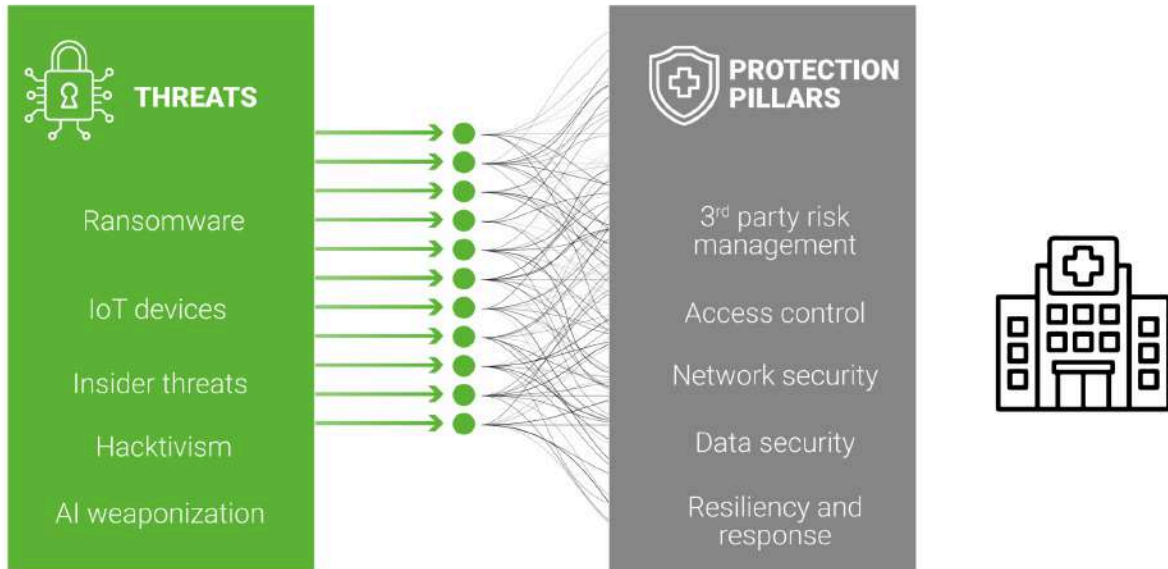 THREATS
Ransomware
IoT devices
Insider threats
Hacktivism
AI weaponization
PROTECTION
PILLARS
3rd party risk
management
Access control
Network security
Data security
Resiliency and
response